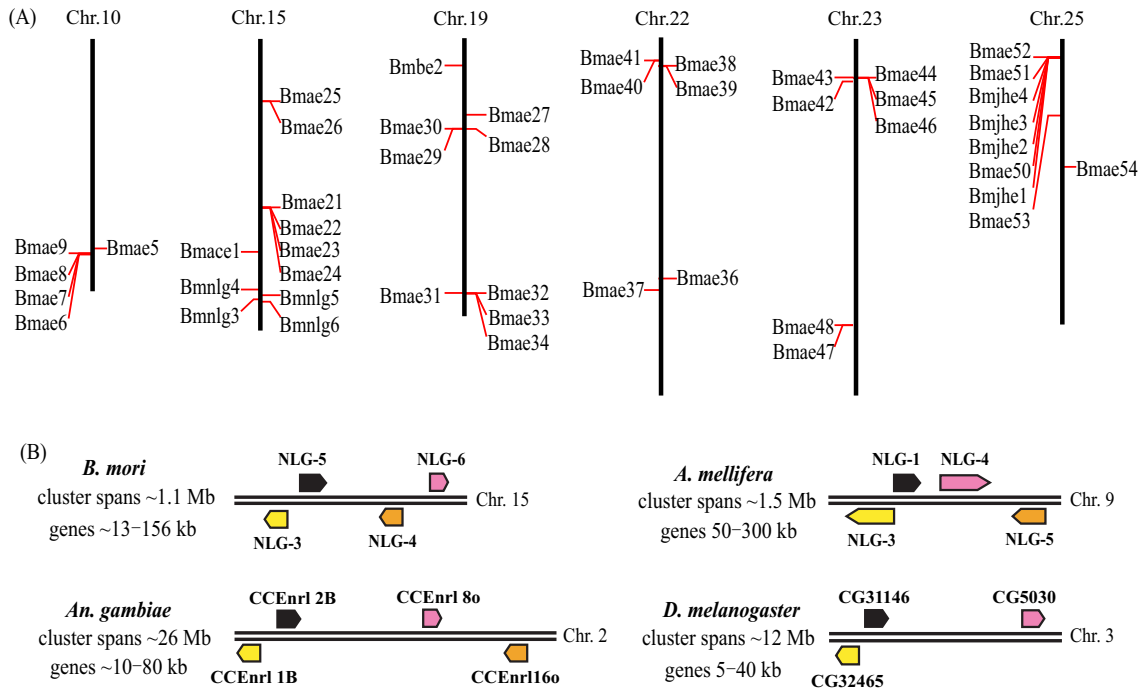 (A)
Chr.10
Chr.15
Chr.19
Chr.22
Chr.23
Chr.25
Bmae9
Bmae8
Bmae7
Bmae6
Bmae5
Bmae25
Bmae26
Bmae21
Bmae22
Bmae23
Bmae24
Bmace1
Bmnlg4
Bmnlg3
Bmnlg5
Bmnlg6
Bmbe2
Bmae27
Bmae30
Bmae28
Bmae29
Bmae31
Bmae32
Bmae33
Bmae34
Bmae41
Bmae40
Bmae38
Bmae39
Bmae36
Bmae37
Bmae43
Bmae42
Bmae44
Bmae45
Bmae46
Bmae48
Bmae47
Bmae52
Bmae51
Bmjhe4
Bmjhe3
Bmjhe2
Bmae50
Bmjhe1
Bmae53
Bmae54
(B)
B. mori
cluster spans ~1.1 Mb
genes ~13−156 kb
NLG-5
NLG-6
NLG-3
NLG-4
Chr. 15
A. mellifera
cluster spans ~1.5 Mb
genes 50−300 kb
NLG-1
NLG-4
NLG-3
NLG-5
Chr. 9
An. gambiae
cluster spans ~26 Mb
genes ~10−80 kb
CCEnrl 2B
CCEnrl 8o
CCEnrl 1B
CCEnrl16o
Chr. 2
D. melanogaster
cluster spans ~12 Mb
genes 5−40 kb
CG31146
CG5030
CG32465
Chr. 3